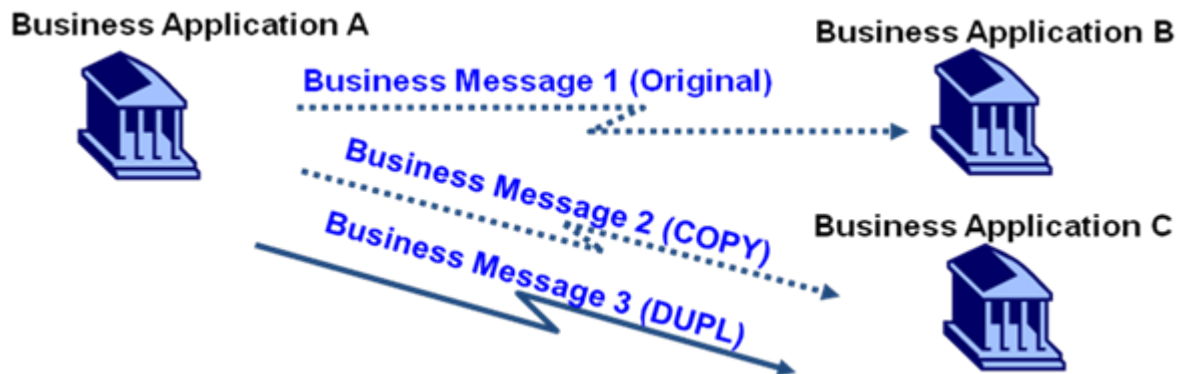 Business Application A
Business Application B
Business Message 1 (Original)
Business Message 2 (COPY)
Business Application C
Business Message 3 (DUPL)